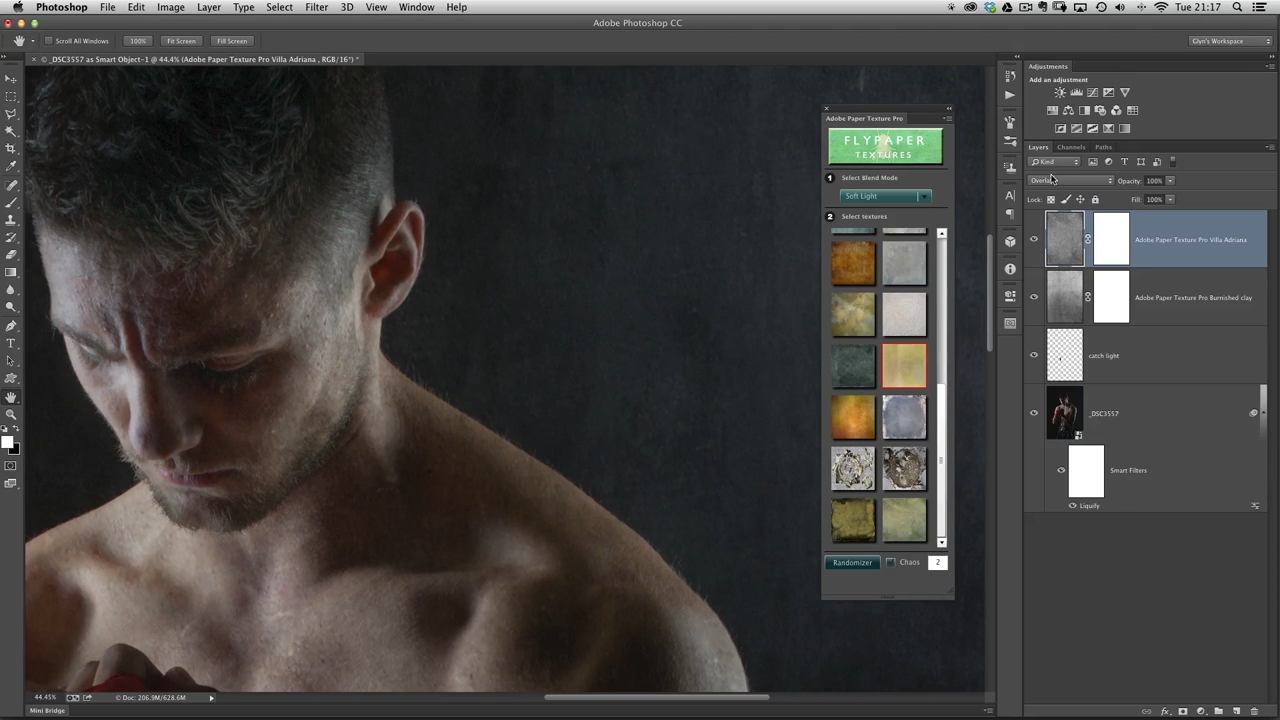 Photoshop File Edit Image Layer Type Select Filter 3D View Window Help Tue 21:17
Adobe Photoshop CC
Scroll All Windows 100% Fit Screen Fill Screen Glyn's Workspace
× © _DSC3557 as Smart Object-1 @ 44.4% (Adobe Paper Texture Pro Villa Adriana , RGB/16*) *
Adjustments
Add an adjustment
Layers Channels Paths
Kind
Overlay Opacity: 100%
Lock: Fill: 100%
Adobe Paper Texture Pro Villa Adriana
Adobe Paper Texture Pro Burnished clay
catch light
_DSC3557
Smart Filters
Liquify
Adobe Paper Texture Pro
FLYPAPER
TEXTURES
1 Select Blend Mode
Soft Light
2 Select textures
Randomizer Chaos 2
44.45% Doc: 206.9M/628.6M
Mini Bridge